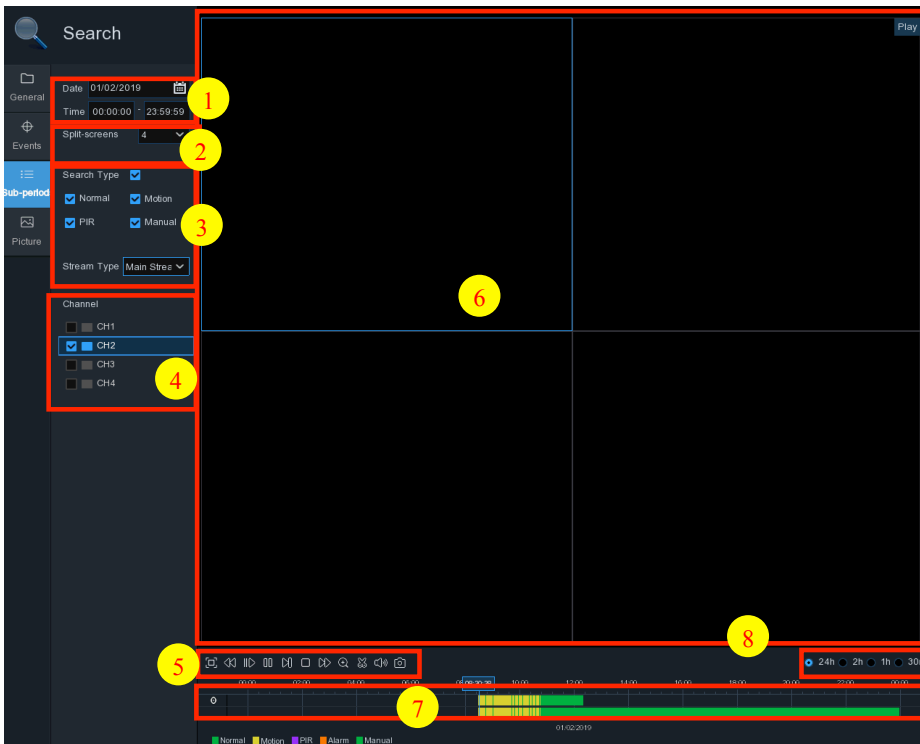 Search
Play
General
Events
Sub-period
Picture
Date 01/02/2019
Time 00:00:00 - 23:59:59
1
Split-screens 4
2
Search Type
Normal Motion
PIR Manual
3
Stream Type Main Strea
6
Channel
CH1
CH2
CH3
CH4
4
8
5
24h 2h 1h 30
00:00 02:00 04:00 06:00 10:00 12:00 14:00 16:00 18:00 20:00 22:00 00:00
7
01/02/2019
Normal Motion PIR Alarm Manual